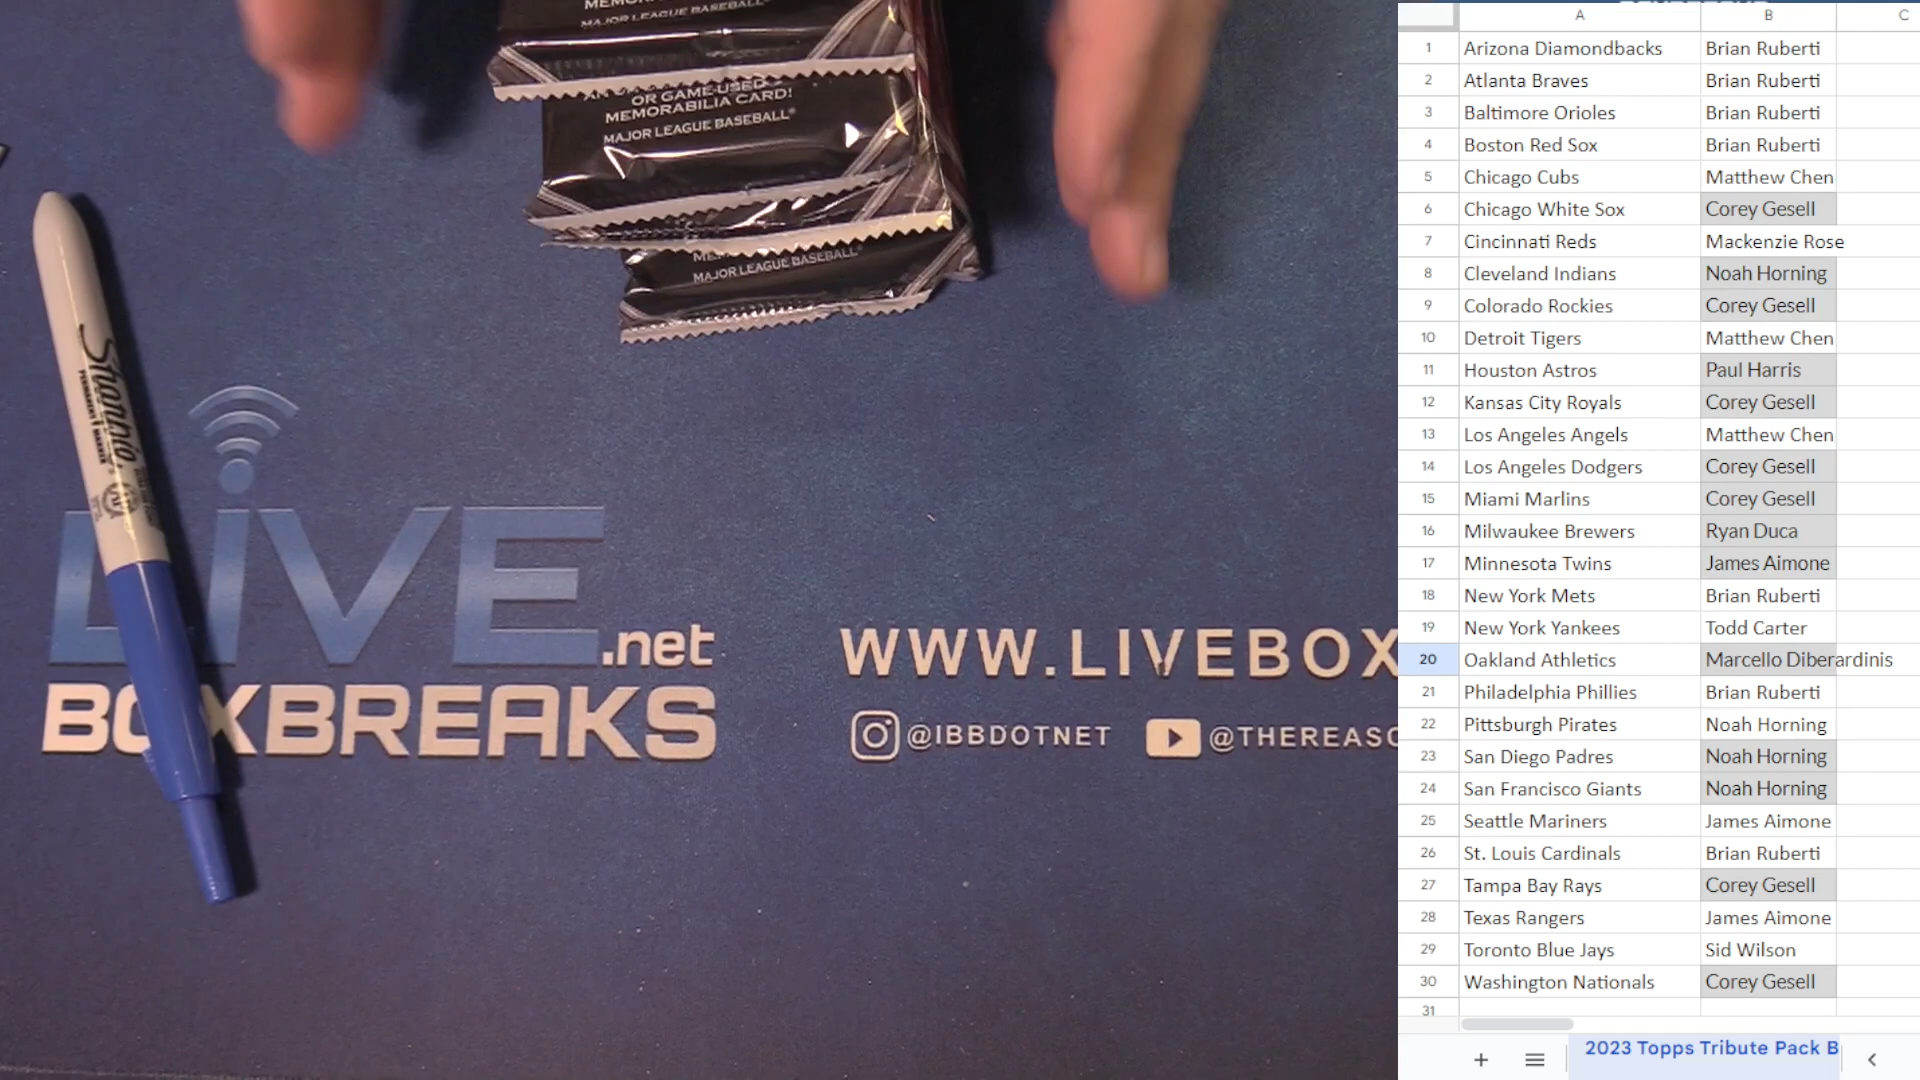 MAJOR LEAGUE BASEBALL
OR GAME-USED
MEMORABILIA CARD!
MAJOR LEAGUE BASEBALL®
MAJOR LEAGUE BASEBALL®
LiVE.net
BOXBREAKS
WWW.LIVEBOX
@IBBDOTNET
@THEREASO
A B C
1 Arizona Diamondbacks Brian Ruberti
2 Atlanta Braves Brian Ruberti
3 Baltimore Orioles Brian Ruberti
4 Boston Red Sox Brian Ruberti
5 Chicago Cubs Matthew Chen
6 Chicago White Sox Corey Gesell
7 Cincinnati Reds Mackenzie Rose
8 Cleveland Indians Noah Horning
9 Colorado Rockies Corey Gesell
10 Detroit Tigers Matthew Chen
11 Houston Astros Paul Harris
12 Kansas City Royals Corey Gesell
13 Los Angeles Angels Matthew Chen
14 Los Angeles Dodgers Corey Gesell
15 Miami Marlins Corey Gesell
16 Milwaukee Brewers Ryan Duca
17 Minnesota Twins James Aimone
18 New York Mets Brian Ruberti
19 New York Yankees Todd Carter
20 Oakland Athletics Marcello Diberardinis
21 Philadelphia Phillies Brian Ruberti
22 Pittsburgh Pirates Noah Horning
23 San Diego Padres Noah Horning
24 San Francisco Giants Noah Horning
25 Seattle Mariners James Aimone
26 St. Louis Cardinals Brian Ruberti
27 Tampa Bay Rays Corey Gesell
28 Texas Rangers James Aimone
29 Toronto Blue Jays Sid Wilson
30 Washington Nationals Corey Gesell
31
2023 Topps Tribute Pack B